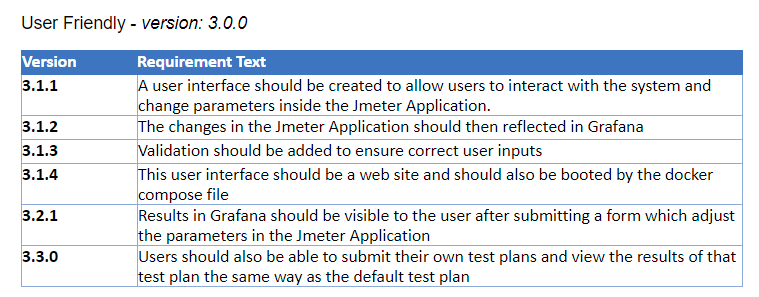 User Friendly - version: 3.0.0
Version Requirement Text
3.1.1 A user interface should be created to allow users to interact with the system and
change parameters inside the Jmeter Application.
3.1.2 The changes in the Jmeter Application should then reflected in Grafana
3.1.3 Validation should be added to ensure correct user inputs
3.1.4 This user interface should be a web site and should also be booted by the docker
compose file
3.2.1 Results in Grafana should be visible to the user after submitting a form which adjust
the parameters in the Jmeter Application
3.3.0 Users should also be able to submit their own test plans and view the results of that
test plan the same way as the default test plan